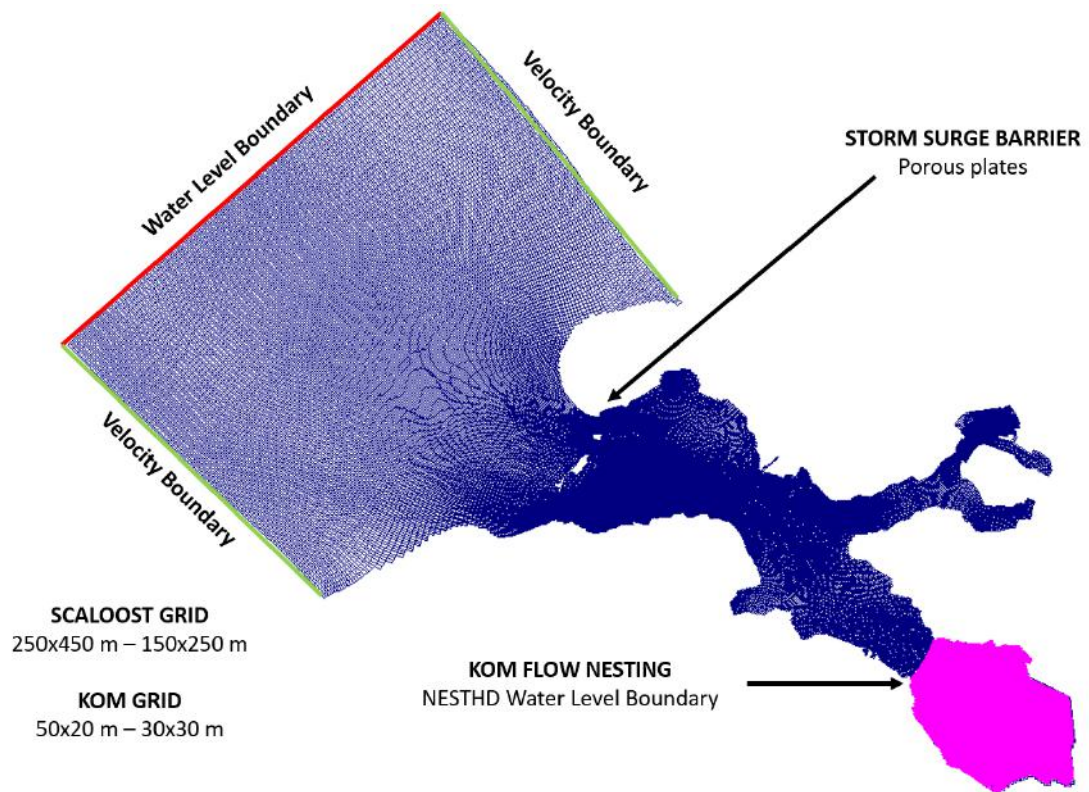 Water Level Boundary
Velocity Boundary
STORM SURGE BARRIER
Porous plates
Velocity Boundary
SCALOOST GRID
250x450 m – 150x250 m
KOM GRID
50x20 m – 30x30 m
KOM FLOW NESTING
NESTHD Water Level Boundary